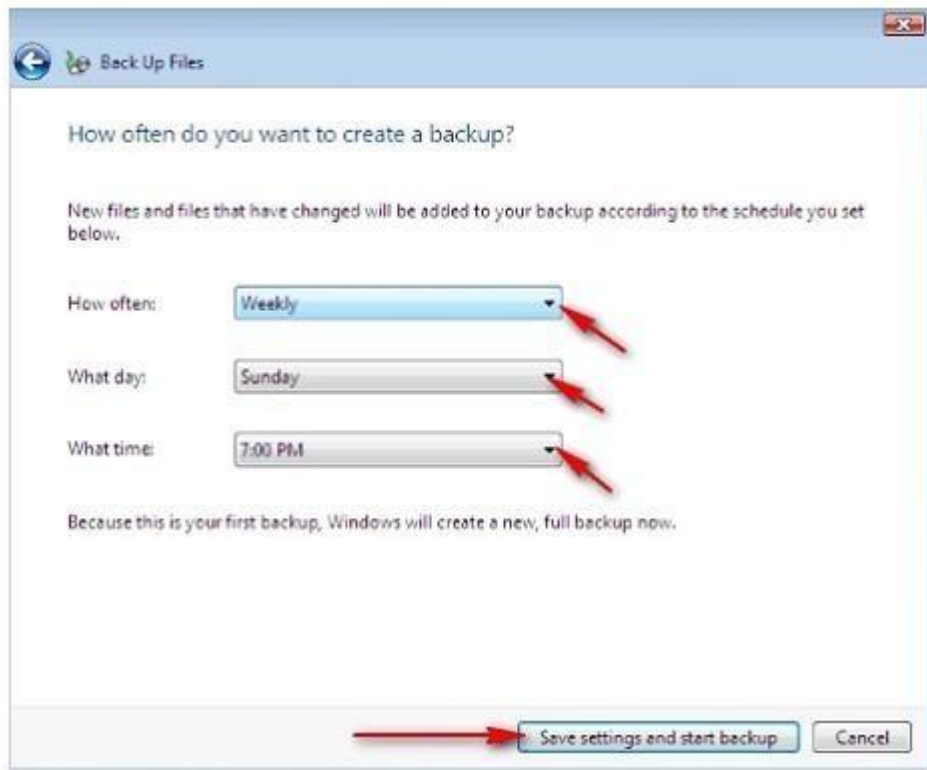 Back Up Files
How often do you want to create a backup?
New files and files that have changed will be added to your backup according to the schedule you set
below.
How often:
Weekly
What day:
Sunday
What time:
7:00 PM
Because this is your first backup, Windows will create a new, full backup now.
Save settings and start backup
Cancel